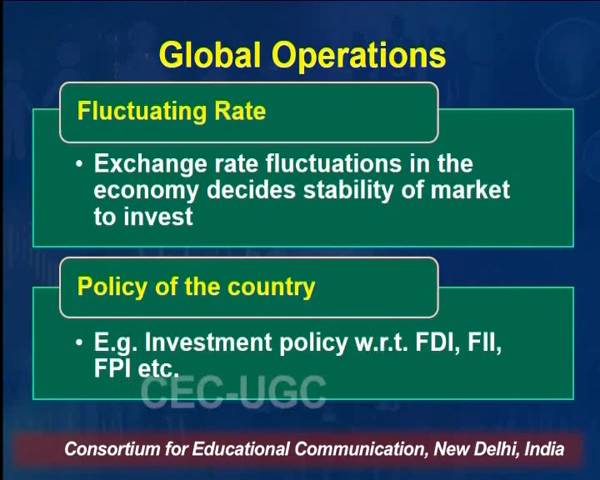 Global Operations
Fluctuating Rate
• Exchange rate fluctuations in the
economy decides stability of market
to invest
Policy of the country
• E.g. Investment policy w.r.t. FDI, FII,
FPI etc.
CEC-UGC
Consortium for Educational Communication, New Delhi, India